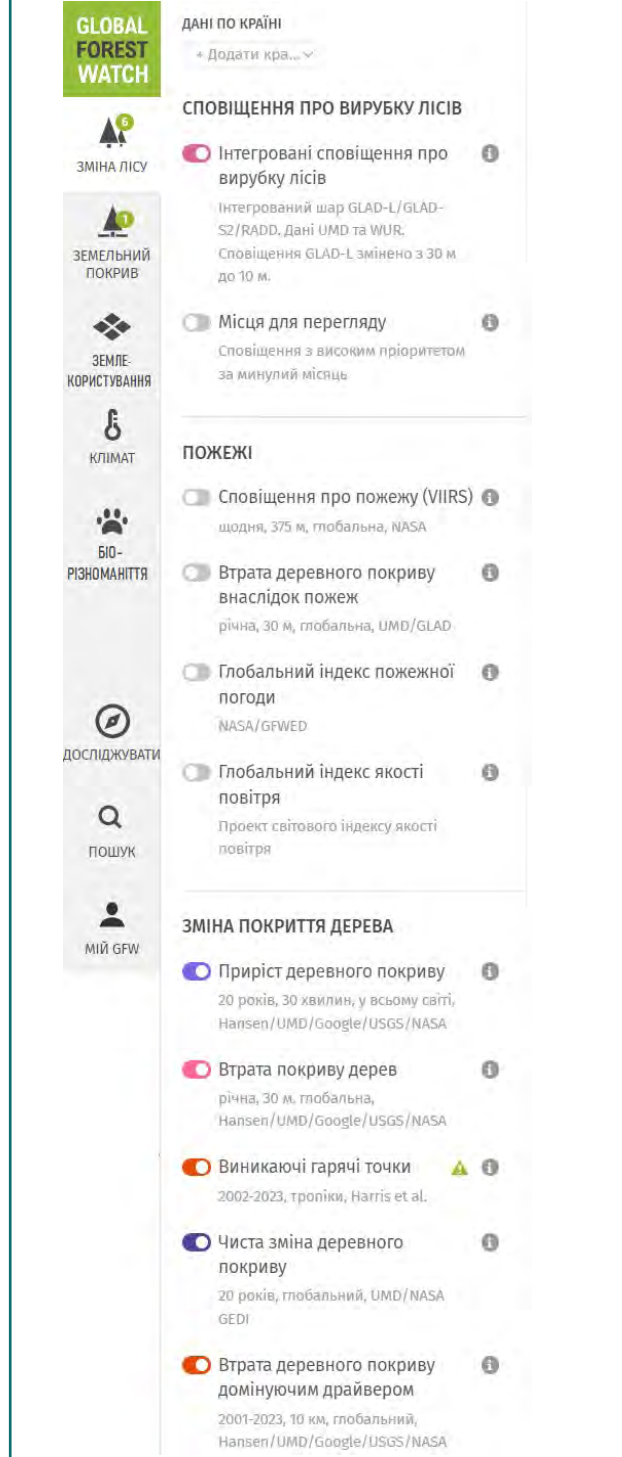 GLOBAL
FOREST
WATCH
6
ЗМІНА ЛІСУ
1
ЗЕМЕЛЬНИЙ
ПОКРИВ
ЗЕМЛЕ-
КОРИСТУВАННЯ
КЛІМАТ
БІО-
РІЗНОМАНІТТЯ
ДОСЛІДЖУВАТИ
ПОШУК
МІЙ GFW
ДАНІ ПО КРАЇНІ
+ Додати кра...
СПОВІЩЕННЯ ПРО ВИРУБКУ ЛІСІВ
Інтегровані сповіщення про
вирубку лісів
Інтегрований шар GLAD-L/GLAD-
S2/RADD. Дані UMD та WUR.
Сповіщення GLAD-L змінено з 30 м
до 10 м.
Місця для перегляду
Сповіщення з високим пріоритетом
за минулий місяць
ПОЖЕЖІ
Сповіщення про пожежу (VIIRS)
щодня, 375 м, глобальна, NASA
Втрата деревного покриву
внаслідок пожеж
річна, 30 м, глобальна, UMD/GLAD
Глобальний індекс пожежної
погоди
NASA/GFWED
Глобальний індекс якості
повітря
Проект світового індексу якості
повітря
ЗМІНА ПОКРИТТЯ ДЕРЕВА
Приріст деревного покриву
20 років, 30 хвилин, у всьому світі,
Hansen/UMD/Google/USGS/NASA
Втрата покриву дерев
річна, 30 м, глобальна,
Hansen/UMD/Google/USGS/NASA
Виникаючі гарячі точки
2002-2023, тропіки, Harris et al.
Чиста зміна деревного
покриву
20 років, глобальний, UMD/NASA
GEDI
Втрата деревного покриву
домінуючим драйвером
2001-2023, 10 км, глобальний,
Hansen/UMD/Google/USGS/NASA